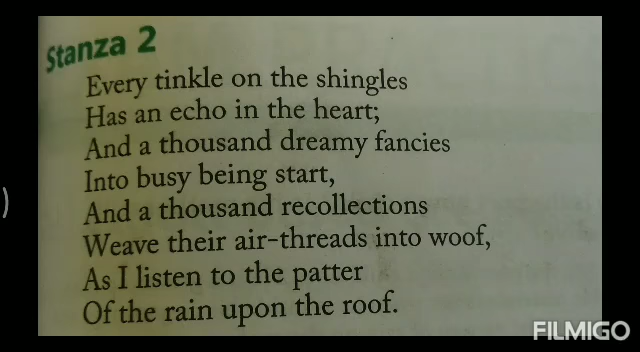 Stanza 2
Every tinkle on the shingles
Has an echo in the heart;
And a thousand dreamy fancies
Into busy being start,
And a thousand recollections
Weave their air-threads into woof,
As I listen to the patter
Of the rain upon the roof.
FILMIGO